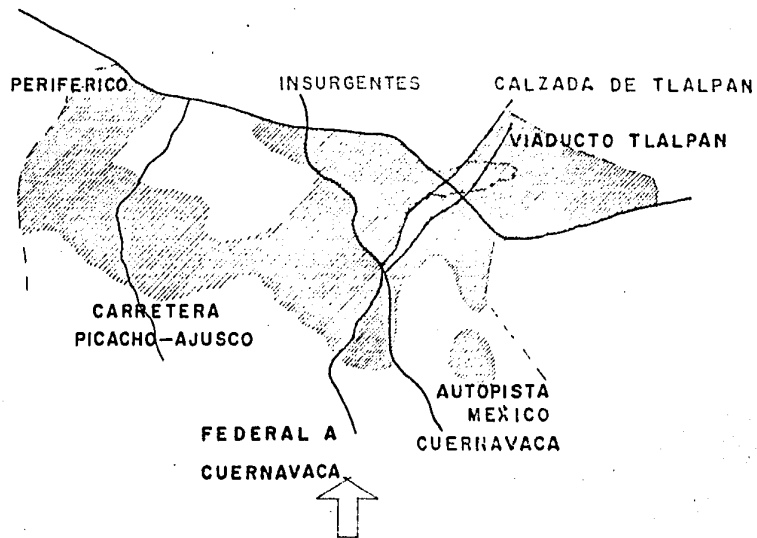 PERIFERICO
INSURGENTES
CALZADA DE TLALPAN
VIADUCTO TLALPAN
CARRETERA
PICACHO-AJUSCO
AUTOPISTA
MEXICO
CUERNAVACA
FEDERAL A
CUERNAVACA